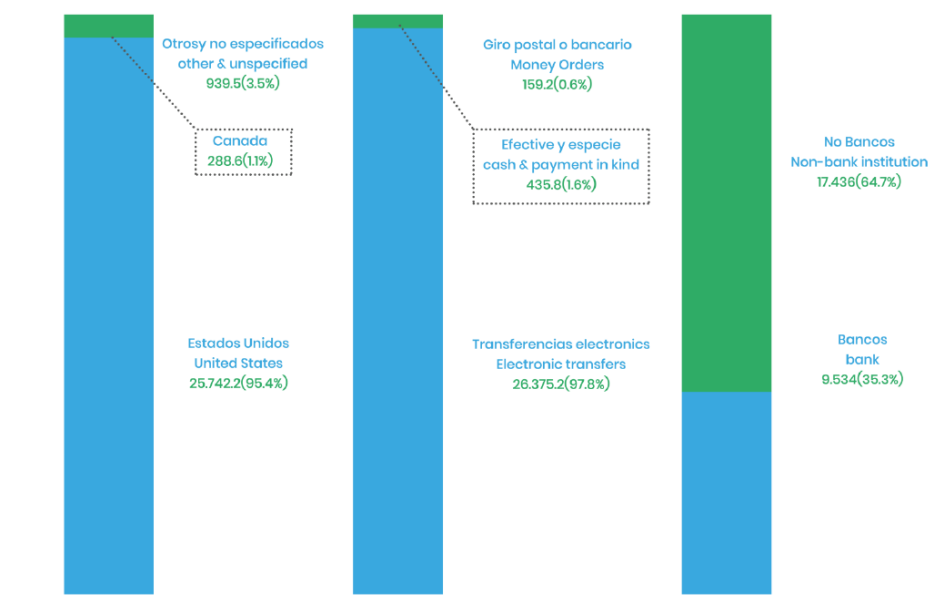 Otrosy no especificados
other & unspecified
939.5(3.5%)
Canada
288.6(1.1%)
Estados Unidos
United States
25.742.2(95.4%)
Giro postal o bancario
Money Orders
159.2(0.6%)
Efective y especie
cash & payment in kind
435.8(1.6%)
Transferencias electronics
Electronic transfers
26.375.2(97.8%)
No Bancos
Non-bank institution
17.436(64.7%)
Bancos
bank
9.534(35.3%)